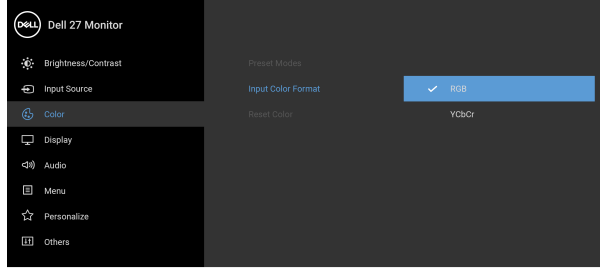 DELL
Dell 27 Monitor
Brightness/Contrast
Input Source
Color
Display
Audio
Menu
Personalize
Others
Preset Modes
Input Color Format
Reset Color
RGB
YCbCr